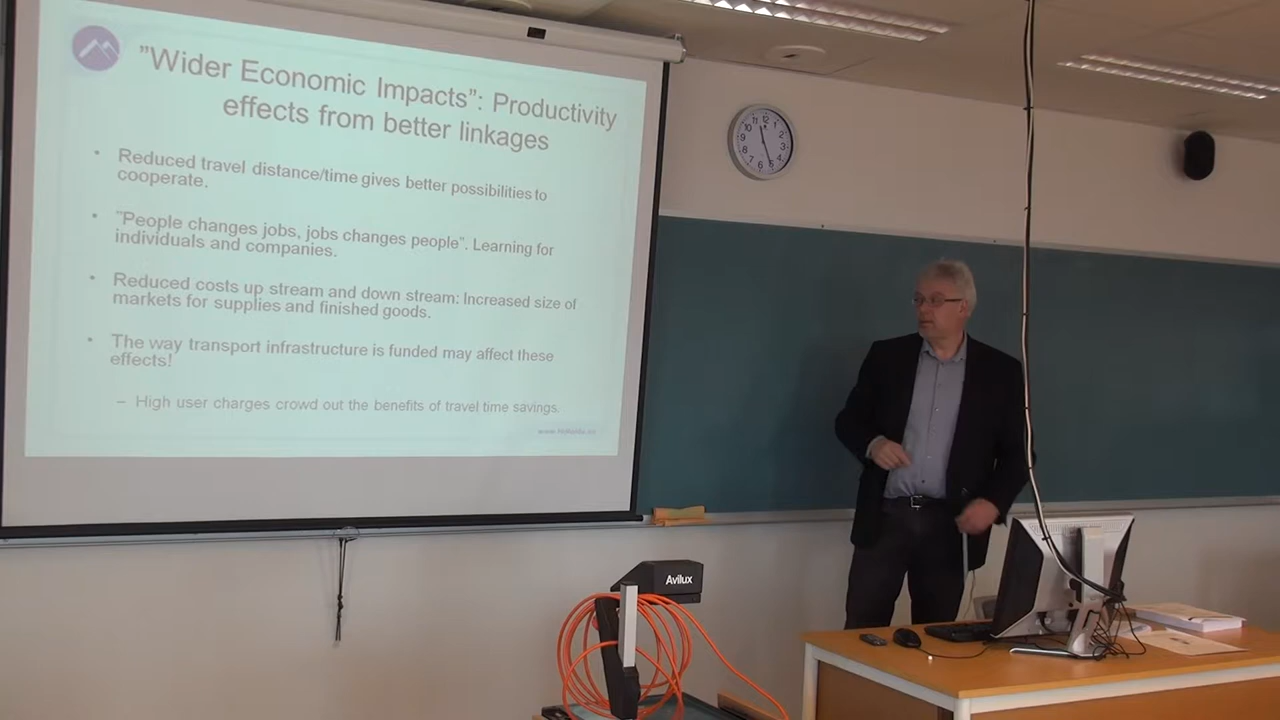 "Wider Economic Impacts": Productivity
effects from better linkages
• Reduced travel distance/time gives better possibilities to
cooperate.
• "People changes jobs, jobs changes people". Learning for
individuals and companies.
• Reduced costs up stream and down stream: Increased size of
markets for supplies and finished goods.
• The way transport infrastructure is funded may affect these
effects!
– High user charges crowd out the benefits of travel time savings.
Avilux